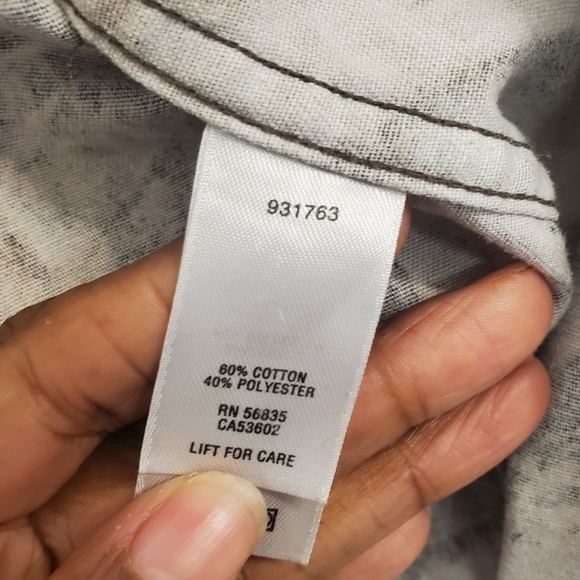 931763
60% COTTON
40% POLYESTER
RN 56835
CA53602
LIFT FOR CARE